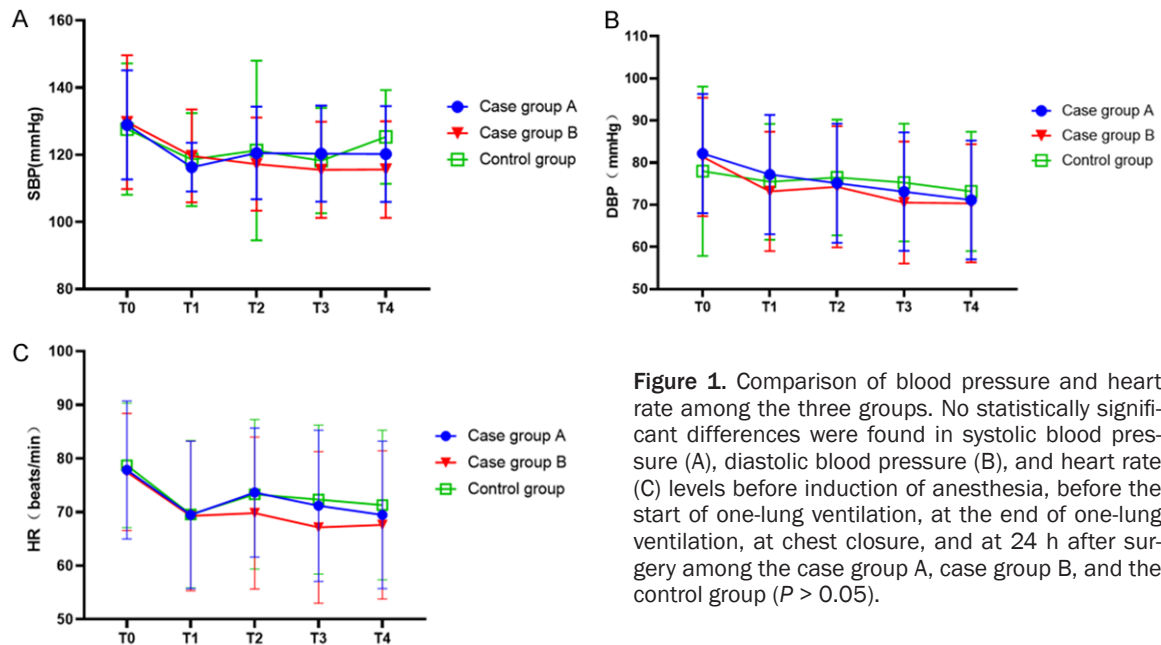 A
SBP(mmHg)
160
140
120
100
80
T0 T1 T2 T3 T4
Case group A
Case group B
Control group
B
DBP（mmHg）
110
100
90
80
70
60
50
T0 T1 T2 T3 T4
Case group A
Case group B
Control group
C
HR（beats/min）
100
90
80
70
60
50
T0 T1 T2 T3 T4
Case group A
Case group B
Control group
Figure 1. Comparison of blood pressure and heart
rate among the three groups. No statistically signifi-
cant differences were found in systolic blood pres-
sure (A), diastolic blood pressure (B), and heart rate
(C) levels before induction of anesthesia, before the
start of one-lung ventilation, at the end of one-lung
ventilation, at chest closure, and at 24 h after sur-
gery among the case group A, case group B, and the
control group (P > 0.05).